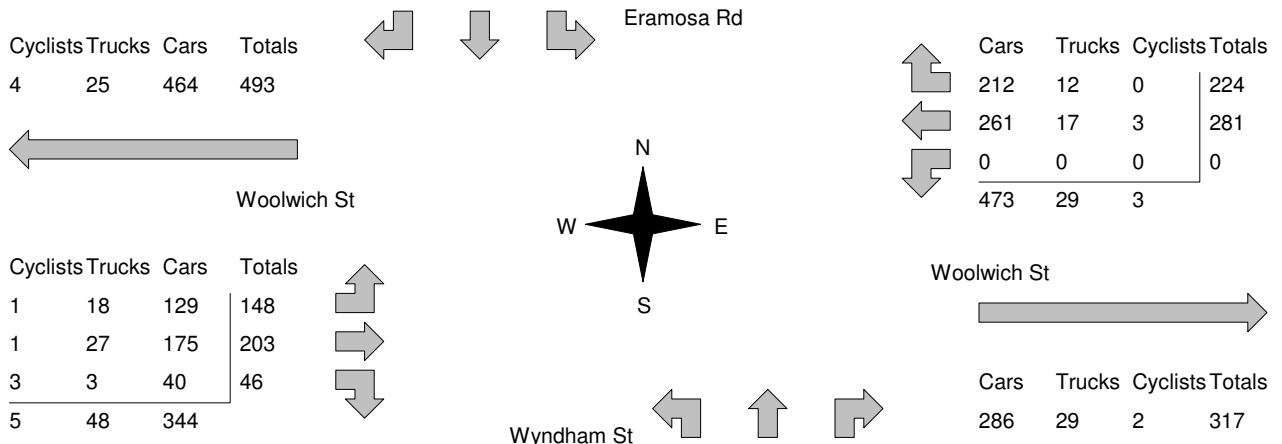 Eramosa Rd
Cyclists Trucks Cars Totals
4 25 464 493
Cars Trucks Cyclists Totals
212 12 0 224
261 17 3 281
0 0 0 0
473 29 3
Woolwich St
N
W E
S
Cyclists Trucks Cars Totals
1 18 129 148
1 27 175 203
3 3 40 46
5 48 344
Woolwich St
Cars Trucks Cyclists Totals
286 29 2 317
Wyndham St